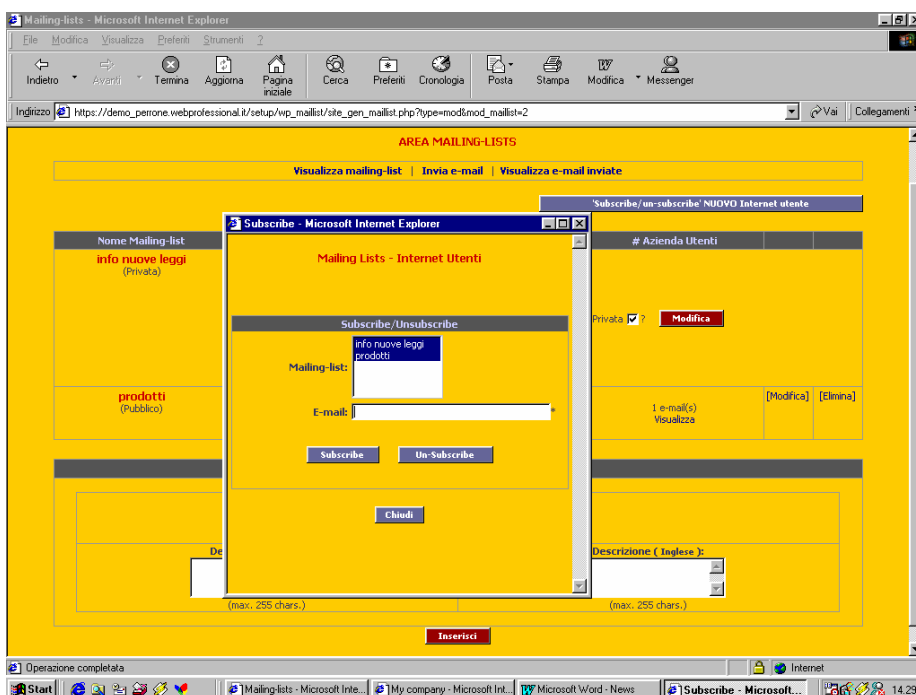 Mailing-lists - Microsoft Internet Explorer
File Modifica Visualizza Preferiti Strumenti ?
Indietro Avanti Termina Aggiorna Pagina iniziale Cerca Preferiti Cronologia Posta Stampa Modifica Messenger
Indirizzo https://demo_perrone.webprofessional.it/setup/wp_maillist/site_gen_maillist.php?type=mod&mod_maillist=2 Vai Collegamenti
AREA MAILING-LISTS
Visualizza mailing-list | Invia e-mail | Visualizza e-mail inviate
'Subscribe/un-subscribe' NUOVO Internet utente
Nome Mailing-list # Azienda Utenti
info nuove leggi
(Privata)
Privata ? Modifica
prodotti
(Pubblico)
1 e-mail(s)
Visualizza
[Modifica] [Elimina]
Subscribe - Microsoft Internet Explorer
Mailing Lists - Internet Utenti
Subscribe/Unsubscribe
Mailing-list:
info nuove leggi
prodotti
E-mail: *
Subscribe Un-Subscribe
Chiudi
De
Descrizione ( Inglese ):
(max. 255 chars.) (max. 255 chars.)
Inserisci
Operazione completata Internet
Start Mailing-lists - Microsoft Inte... My company - Microsoft Int... Microsoft Word - News Subscribe - Microsoft...